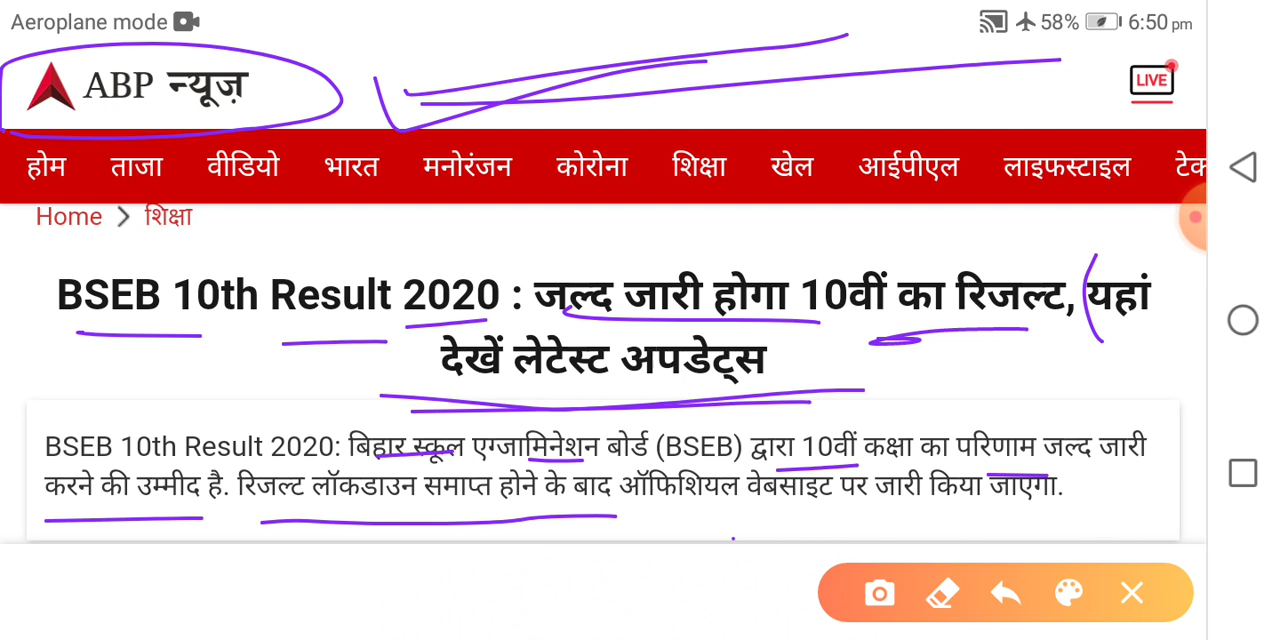 Aeroplane mode 58% 6:50 pm
ABP न्यूज़ LIVE
होम ताजा वीडियो भारत मनोरंजन कोरोना शिक्षा खेल आईपीएल लाइफस्टाइल टेक
Home > शिक्षा
BSEB 10th Result 2020 : जल्द जारी होगा 10वीं का रिजल्ट, यहां
देखें लेटेस्ट अपडेट्स
BSEB 10th Result 2020: बिहार स्कूल एग्जामिनेशन बोर्ड (BSEB) द्वारा 10वीं कक्षा का परिणाम जल्द जारी
करने की उम्मीद है. रिजल्ट लॉकडाउन समाप्त होने के बाद ऑफिशियल वेबसाइट पर जारी किया जाएगा.